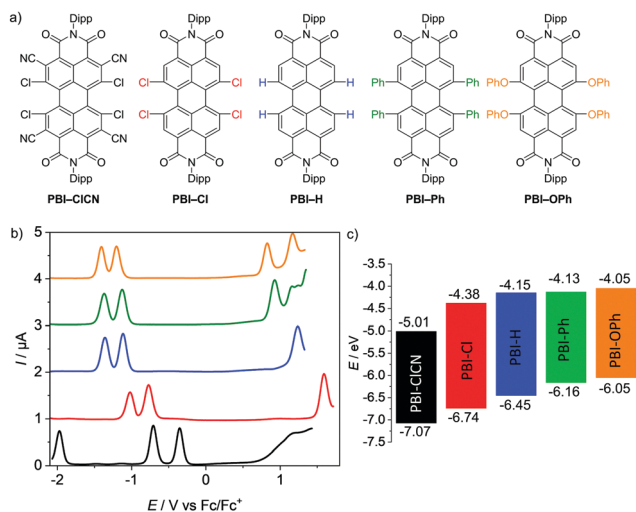 a)
Dipp Dipp Dipp Dipp Dipp
O N O O N O O N O O N O O N O
NC CN
Cl Cl Cl Cl H H Ph Ph PhO OPh
Cl Cl Cl Cl H H Ph Ph PhO OPh
NC CN
O N O O N O O N O O N O O N O
Dipp Dipp Dipp Dipp Dipp
PBI–ClCN PBI–Cl PBI–H PBI–Ph PBI–OPh
b)
5
4
3
2
1
0
I / µA
-2 -1 0 1
E / V vs Fc/Fc+
c)
-3.5
-4.0
-4.5
-5.0
-5.5
-6.0
-6.5
-7.0
-7.5
E / eV
-5.01
PBI-ClCN
-7.07
-4.38
PBI-Cl
-6.74
-4.15
PBI-H
-6.45
-4.13
PBI-Ph
-6.16
-4.05
PBI-OPh
-6.05